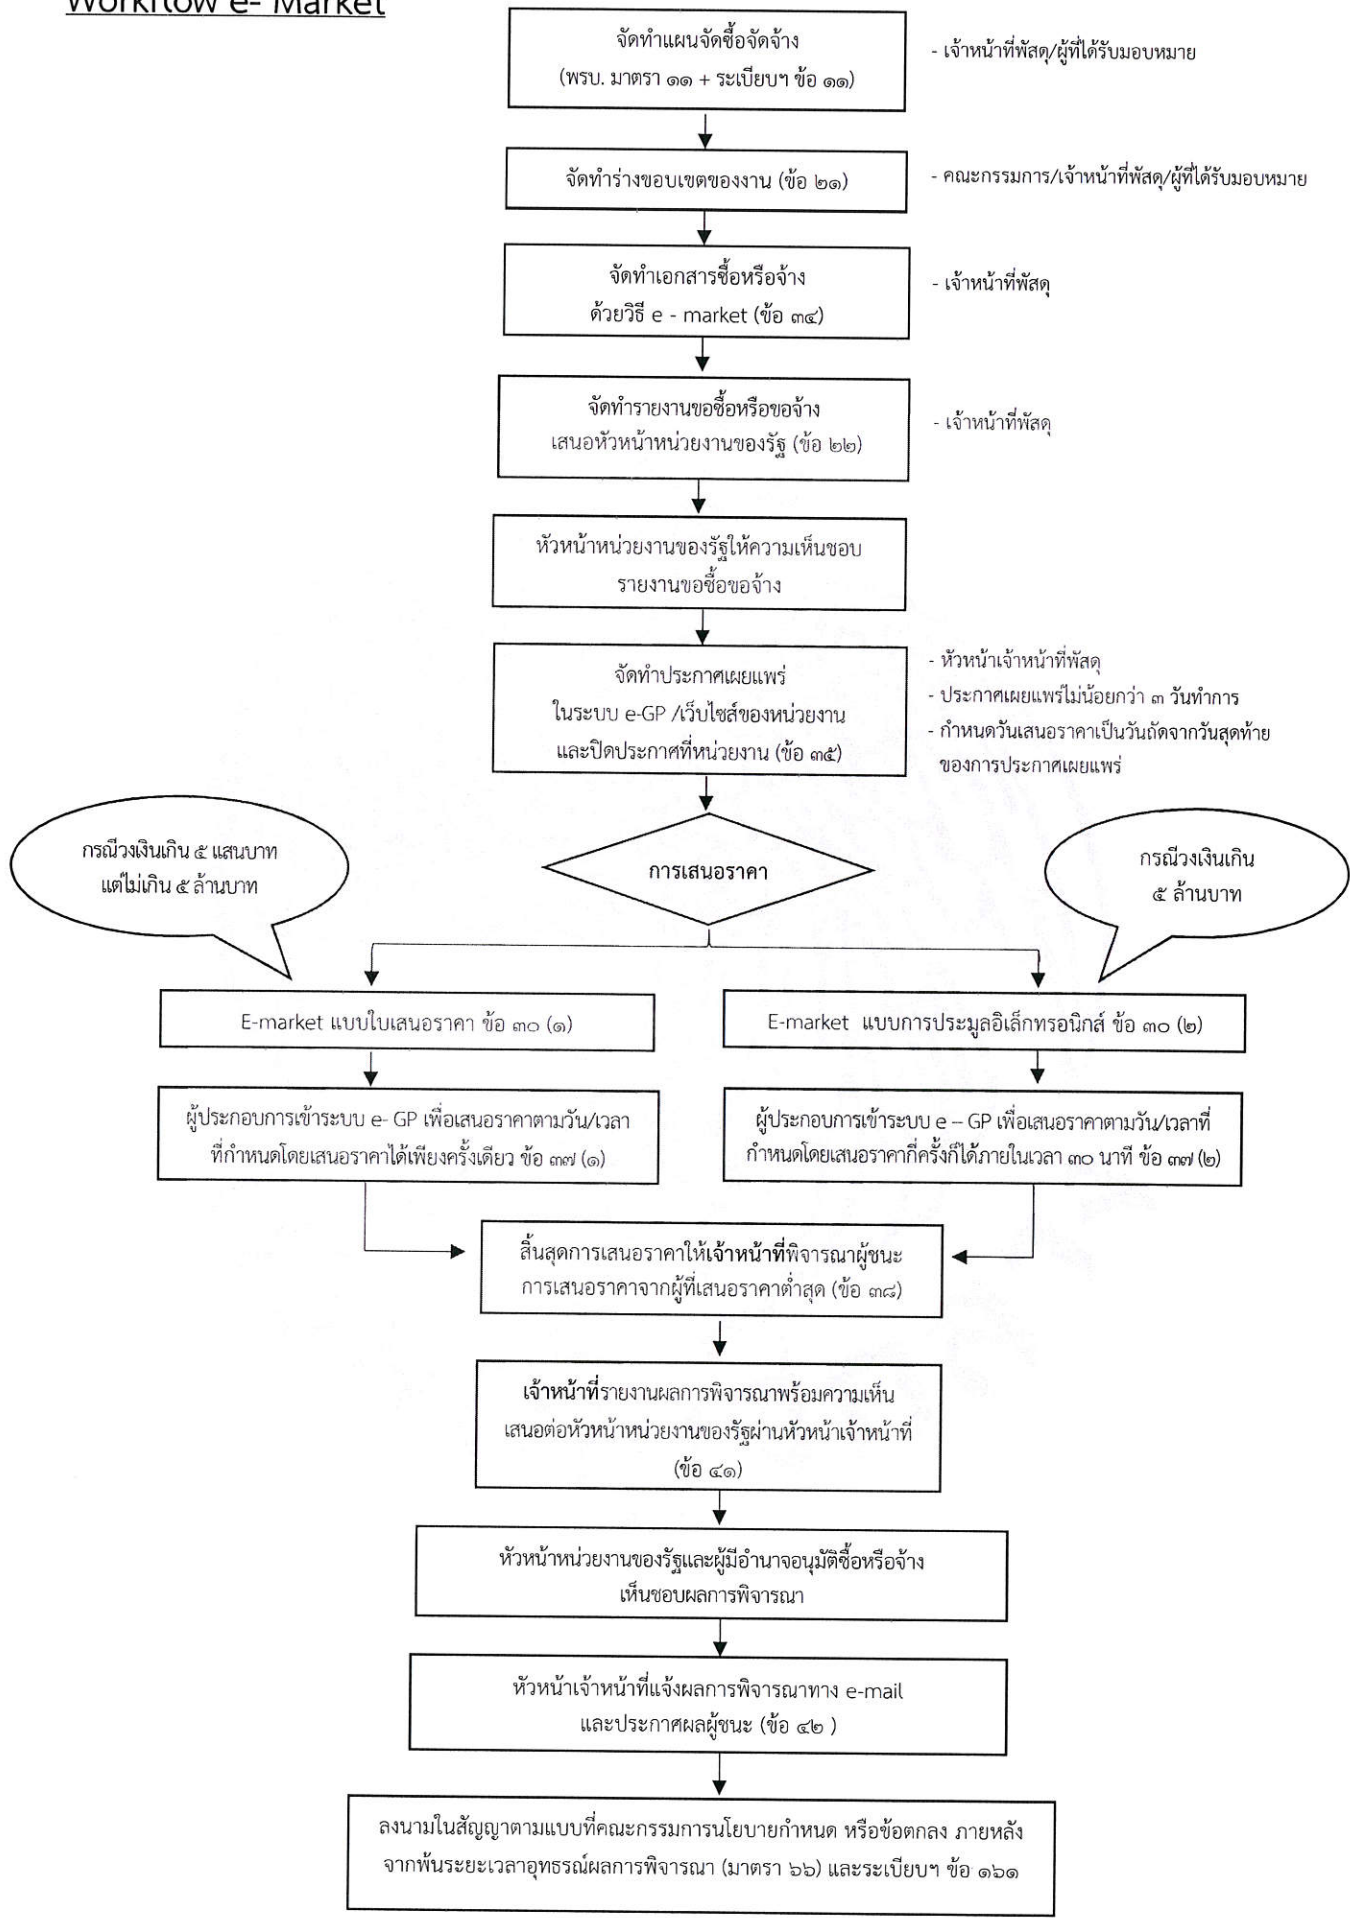 Workflow e- Market
จัดทำแผนจัดซื้อจัดจ้าง
(พรบ. มาตรา ๑๑ + ระเบียบฯ ข้อ ๑๑)
- เจ้าหน้าที่พัสดุ/ผู้ที่ได้รับมอบหมาย
จัดทำร่างขอบเขตของงาน (ข้อ ๒๑)
- คณะกรรมการ/เจ้าหน้าที่พัสดุ/ผู้ที่ได้รับมอบหมาย
จัดทำเอกสารซื้อหรือจ้าง
ด้วยวิธี e - market (ข้อ ๓๔)
- เจ้าหน้าที่พัสดุ
จัดทำรายงานขอซื้อหรือขอจ้าง
เสนอหัวหน้าหน่วยงานของรัฐ (ข้อ ๒๒)
- เจ้าหน้าที่พัสดุ
หัวหน้าหน่วยงานของรัฐให้ความเห็นชอบ
รายงานขอซื้อขอจ้าง
จัดทำประกาศเผยแพร่
ในระบบ e-GP /เว็บไซส์ของหน่วยงาน
และปิดประกาศที่หน่วยงาน (ข้อ ๓๕)
- หัวหน้าเจ้าหน้าที่พัสดุ
- ประกาศเผยแพร่ไม่น้อยกว่า ๓ วันทำการ
- กำหนดวันเสนอราคาเป็นวันถัดจากวันสุดท้าย
ของการประกาศเผยแพร่
กรณีวงเงินเกิน ๕ แสนบาท
แต่ไม่เกิน ๕ ล้านบาท
การเสนอราคา
กรณีวงเงินเกิน
๕ ล้านบาท
E-market แบบใบเสนอราคา ข้อ ๓๐ (๑)
E-market แบบการประมูลอิเล็กทรอนิกส์ ข้อ ๓๐ (๒)
ผู้ประกอบการเข้าระบบ e- GP เพื่อเสนอราคาตามวัน/เวลา
ที่กำหนดโดยเสนอราคาได้เพียงครั้งเดียว ข้อ ๓๗ (๑)
ผู้ประกอบการเข้าระบบ e – GP เพื่อเสนอราคาตามวัน/เวลาที่
กำหนดโดยเสนอราคากี่ครั้งก็ได้ภายในเวลา ๓๐ นาที ข้อ ๓๗ (๒)
สิ้นสุดการเสนอราคาให้เจ้าหน้าที่พิจารณาผู้ชนะ
การเสนอราคาจากผู้ที่เสนอราคาต่ำสุด (ข้อ ๓๘)
เจ้าหน้าที่รายงานผลการพิจารณาพร้อมความเห็น
เสนอต่อหัวหน้าหน่วยงานของรัฐผ่านหัวหน้าเจ้าหน้าที่
(ข้อ ๔๑)
หัวหน้าหน่วยงานของรัฐและผู้มีอำนาจอนุมัติซื้อหรือจ้าง
เห็นชอบผลการพิจารณา
หัวหน้าเจ้าหน้าที่แจ้งผลการพิจารณาทาง e-mail
และประกาศผลผู้ชนะ (ข้อ ๔๒ )
ลงนามในสัญญาตามแบบที่คณะกรรมการนโยบายกำหนด หรือข้อตกลง ภายหลัง
จากพ้นระยะเวลาอุทธรณ์ผลการพิจารณา (มาตรา ๖๖) และระเบียบฯ ข้อ ๑๖๑